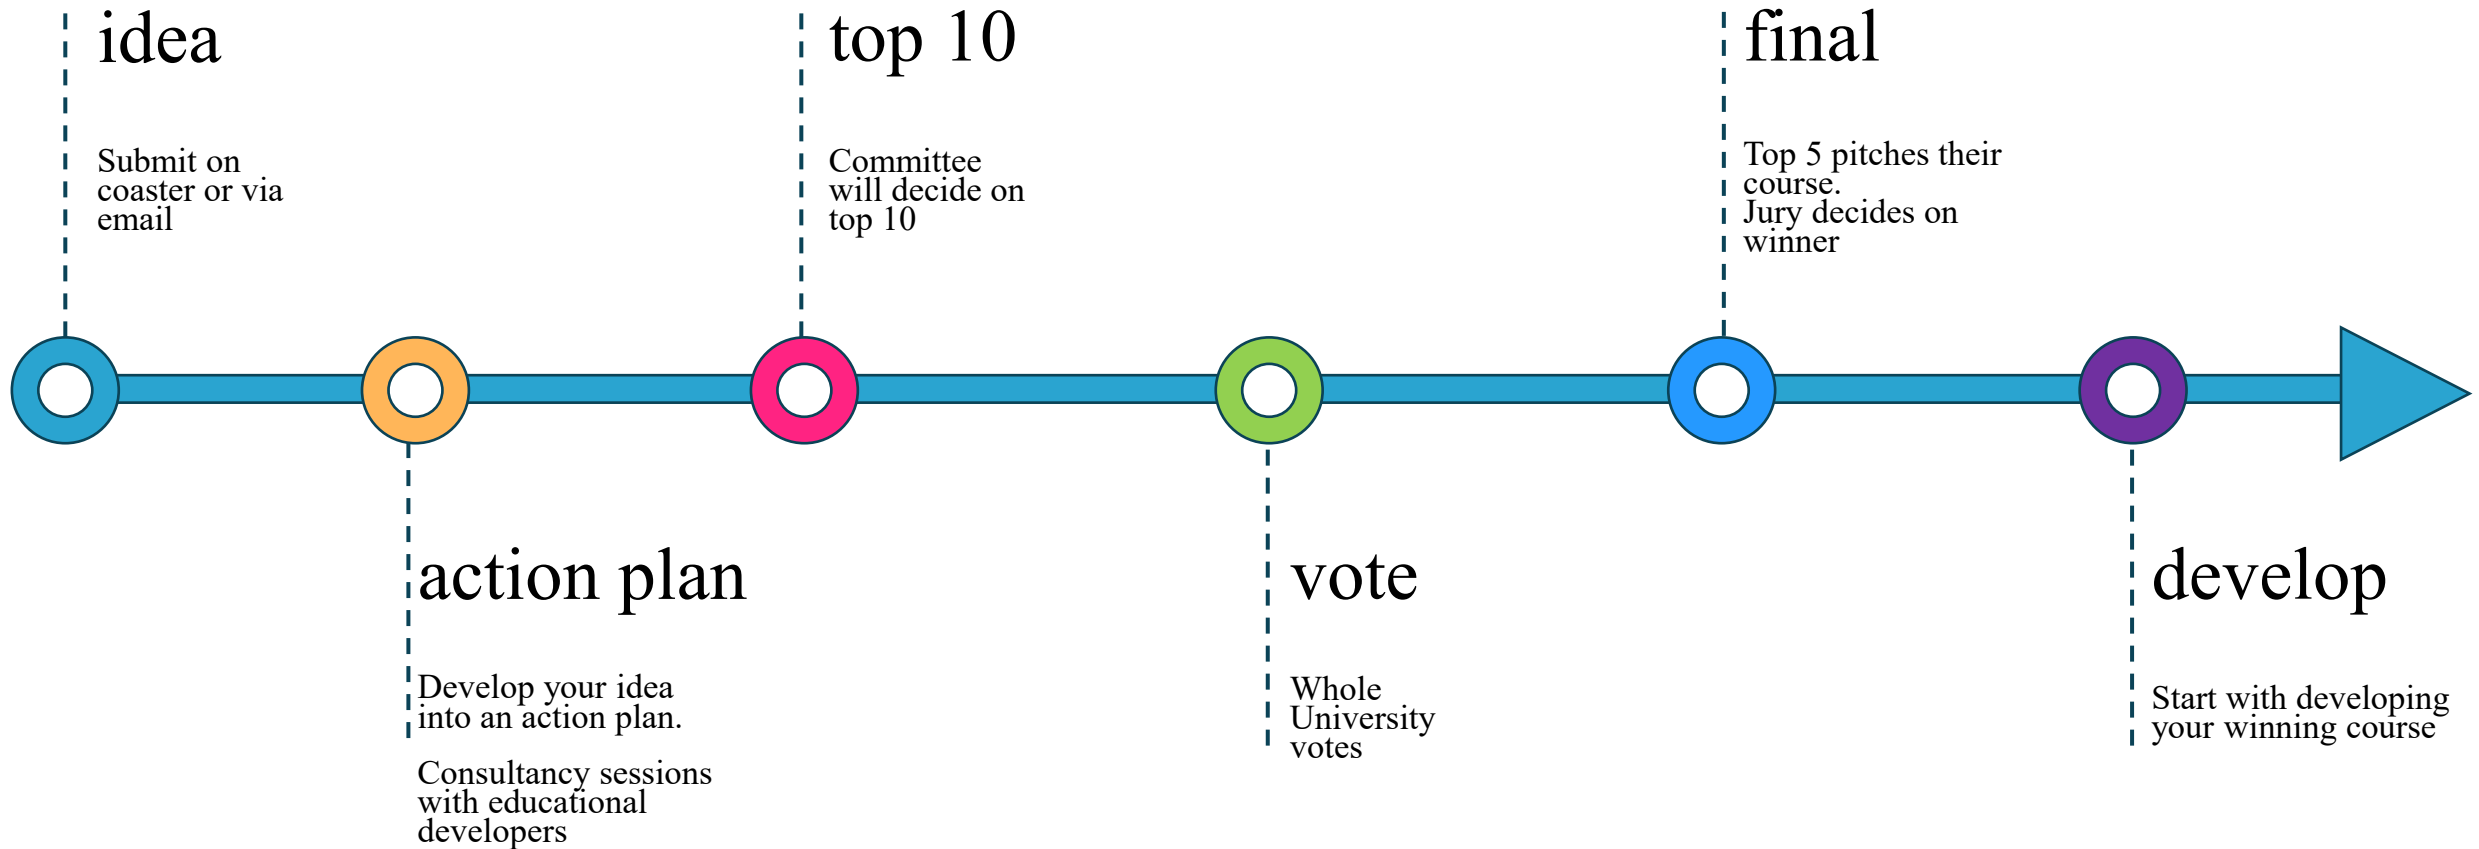 idea
Submit on
coaster or via
email
action plan
Develop your idea
into an action plan.
Consultancy sessions
with educational
developers
top 10
Committee
will decide on
top 10
vote
Whole
University
votes
final
Top 5 pitches their
course.
Jury decides on
winner
develop
Start with developing
your winning course